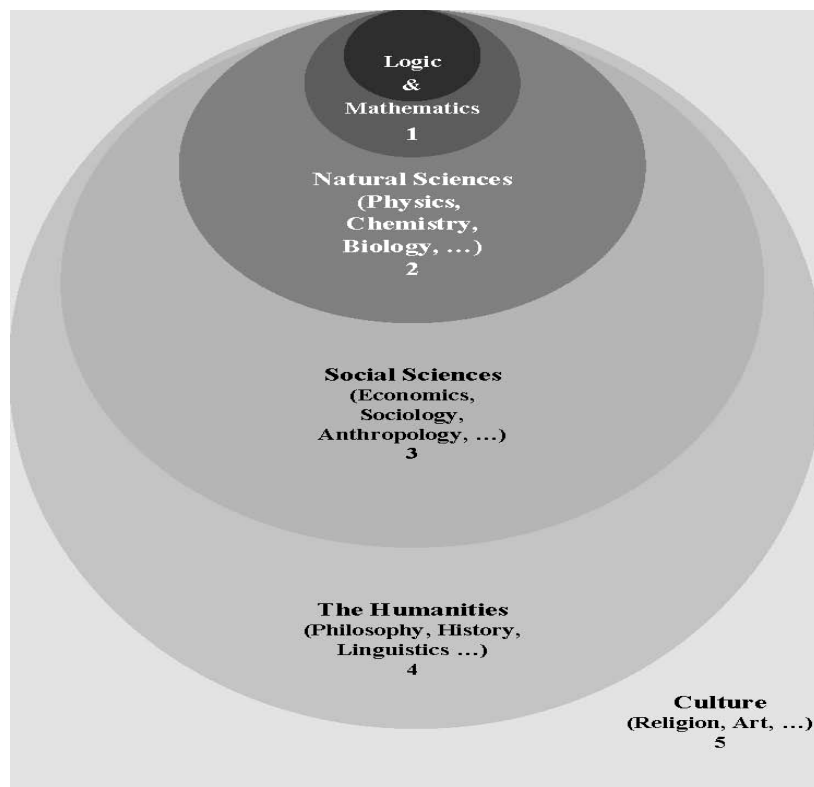 Logic
&
Mathematics
1
Natural Sciences
(Physics,
Chemistry,
Biology, …)
2
Social Sciences
(Economics,
Sociology,
Anthropology, …)
3
The Humanities
(Philosophy, History,
Linguistics …)
4
Culture
(Religion, Art, …)
5